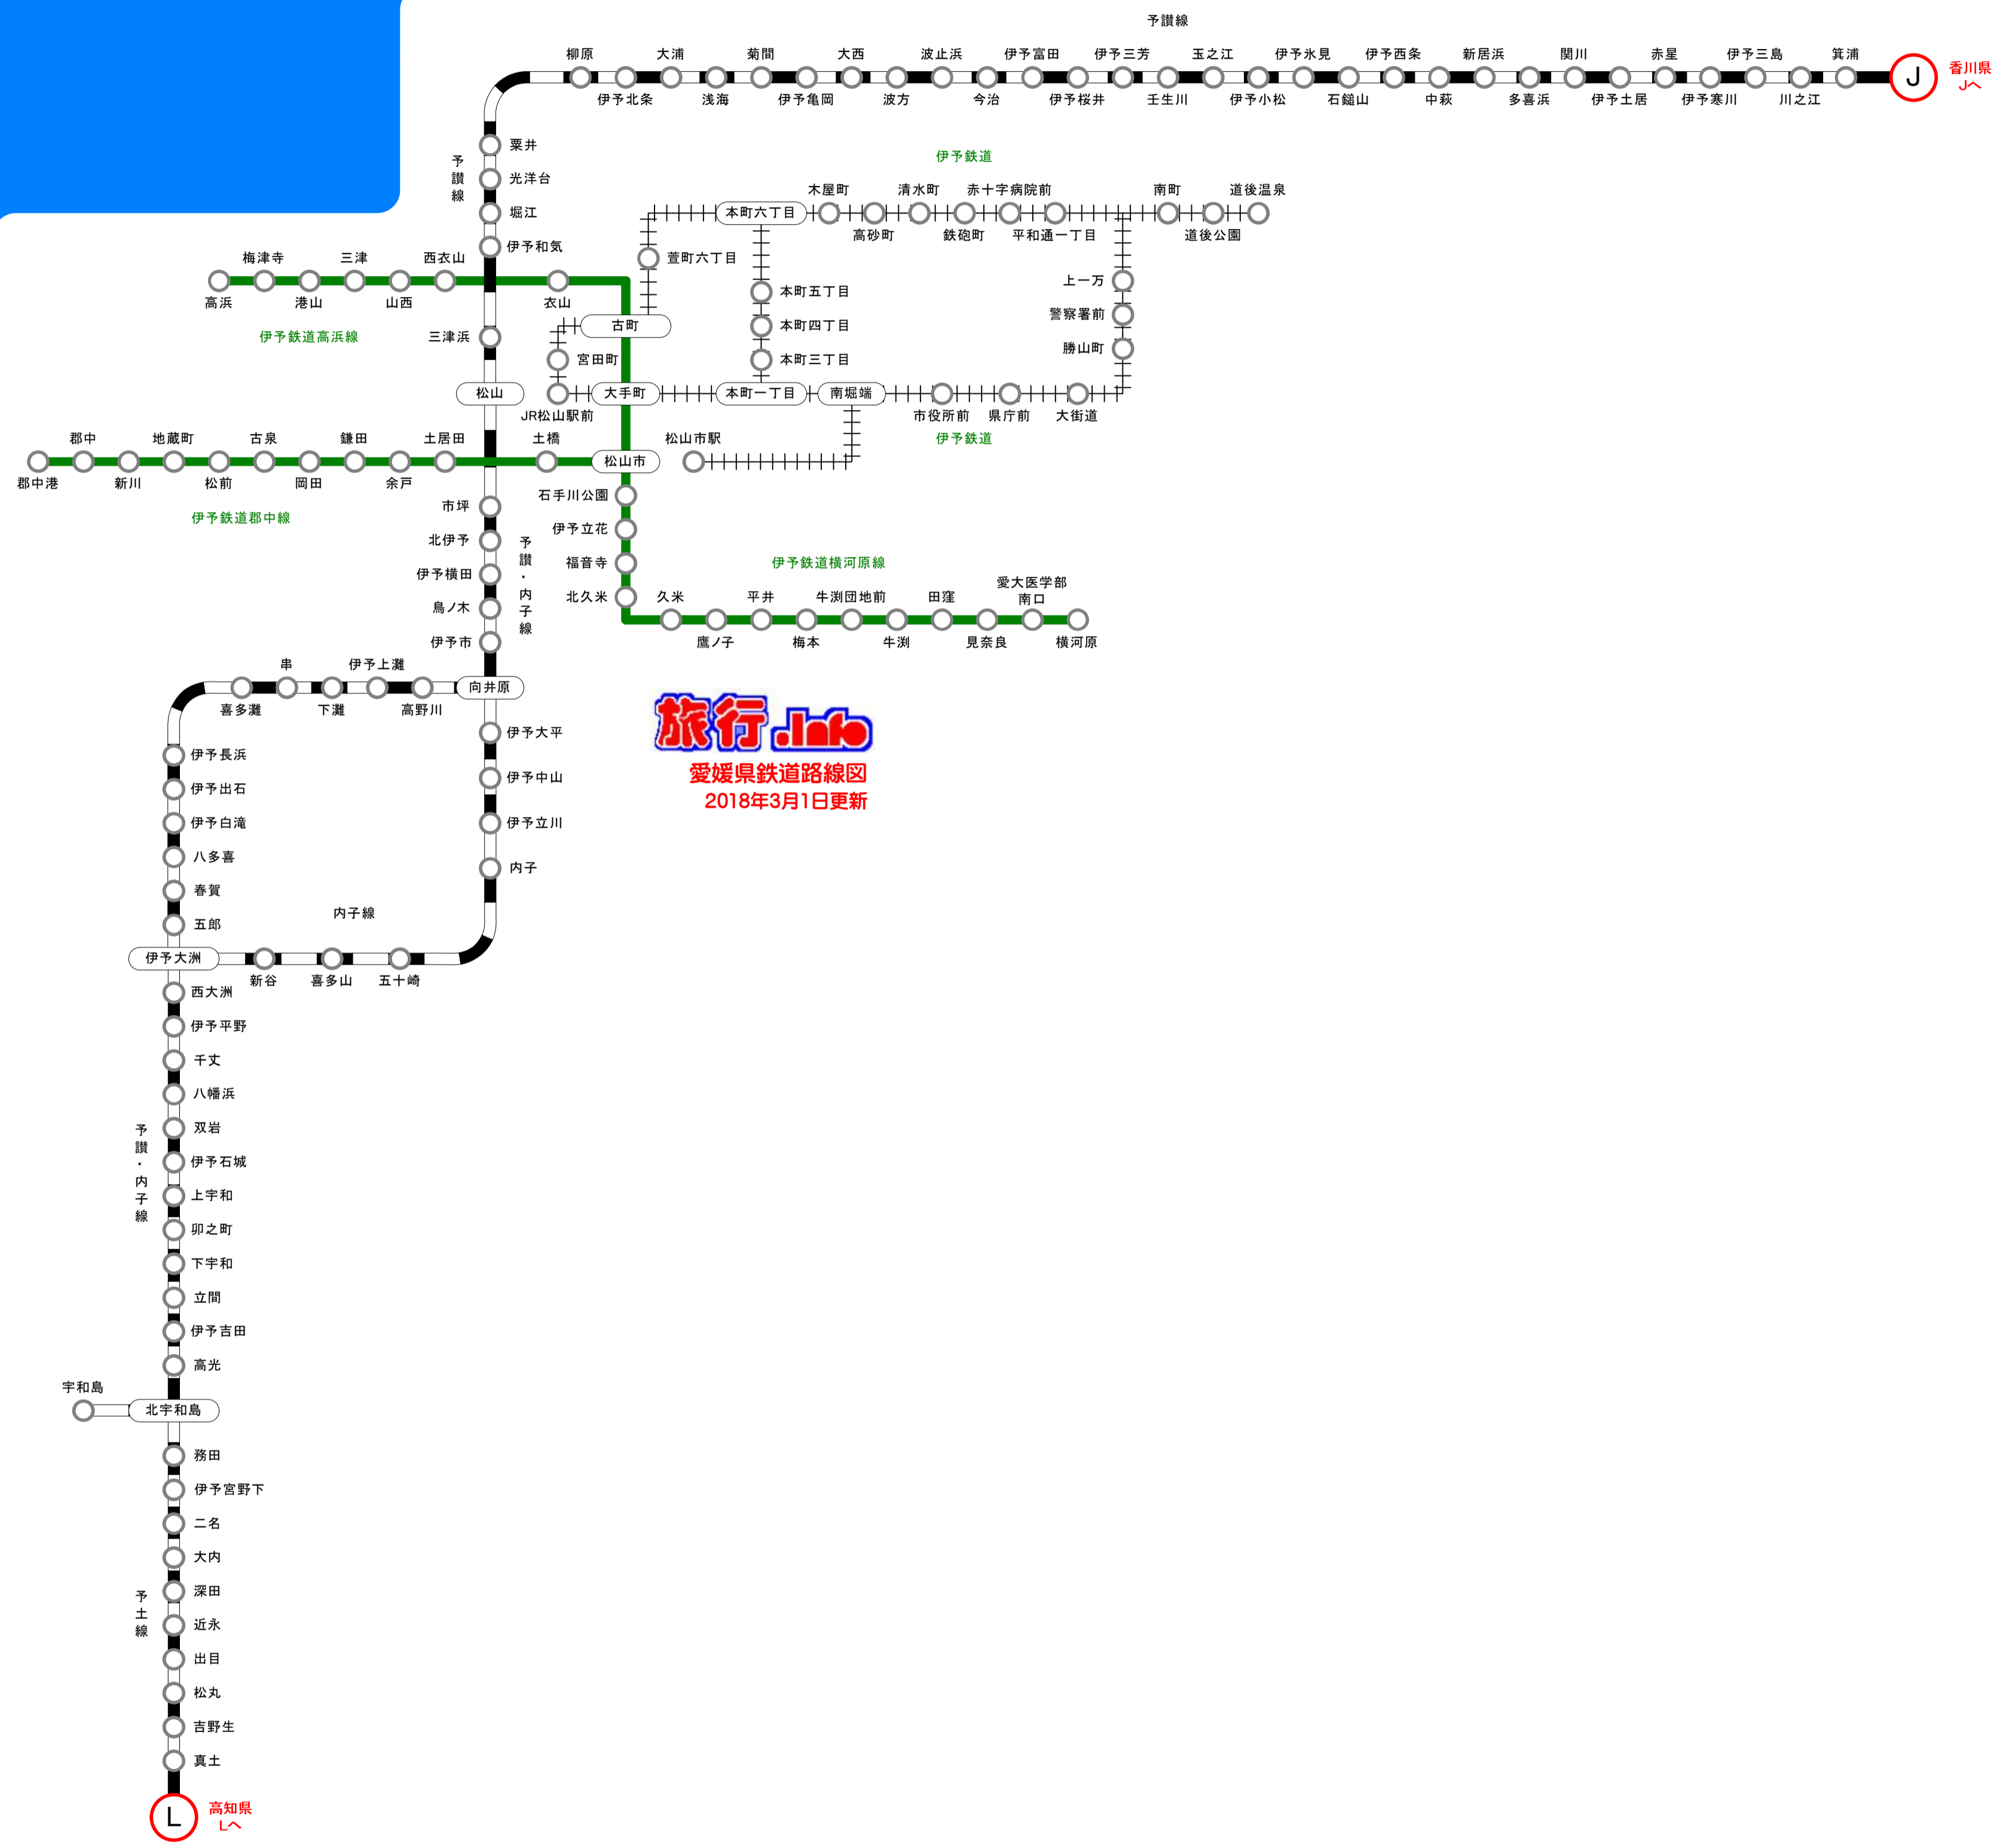 予讃線
柳原 大浦 菊間 大西 波止浜 伊予富田 伊予三芳 玉之江 伊予氷見 伊予西条 新居浜 関川 赤星 伊予三島 箕浦
伊予北条 浅海 伊予亀岡 波方 今治 伊予桜井 壬生川 伊予小松 石鎚山 中萩 多喜浜 伊予土居 伊予寒川 川之江
J
香川県
Jへ
粟井
予讃線
光洋台
堀江
伊予和気
伊予鉄道
木屋町 清水町 赤十字病院前 南町 道後温泉
本町六丁目
高砂町 鉄砲町 平和通一丁目 道後公園
萱町六丁目
梅津寺 三津 西衣山
高浜 港山 山西 衣山
伊予鉄道高浜線
三津浜
古町
宮田町
本町五丁目
本町四丁目
本町三丁目
上一万
警察署前
勝山町
松山
JR松山駅前
大手町
本町一丁目
南堀端
市役所前 県庁前 大街道
伊予鉄道
郡中 地蔵町 古泉 鎌田 土居田 土橋
松山市
松山市駅
郡中港 新川 松前 岡田 余戸
伊予鉄道郡中線
市坪
北伊予
伊予横田
鳥ノ木
伊予市
予讃・内子線
石手川公園
伊予立花
福音寺
北久米
伊予鉄道横河原線
久米 平井 牛渕団地前 田窪
愛大医学部
南口
鷹ノ子 梅本 牛渕 見奈良 横河原
串 伊予上灘
向井原
喜多灘 下灘 高野川
旅行.Info
愛媛県鉄道路線図
2018年3月1日更新
伊予大平
伊予中山
伊予立川
内子
伊予長浜
伊予出石
伊予白滝
八多喜
春賀
五郎
内子線
伊予大洲
新谷 喜多山 五十崎
西大洲
伊予平野
千丈
八幡浜
双岩
伊予石城
上宇和
卯之町
下宇和
立間
伊予吉田
高光
予讃・内子線
宇和島
北宇和島
務田
伊予宮野下
二名
大内
深田
近永
出目
松丸
吉野生
真土
予土線
L
高知県
Lへ